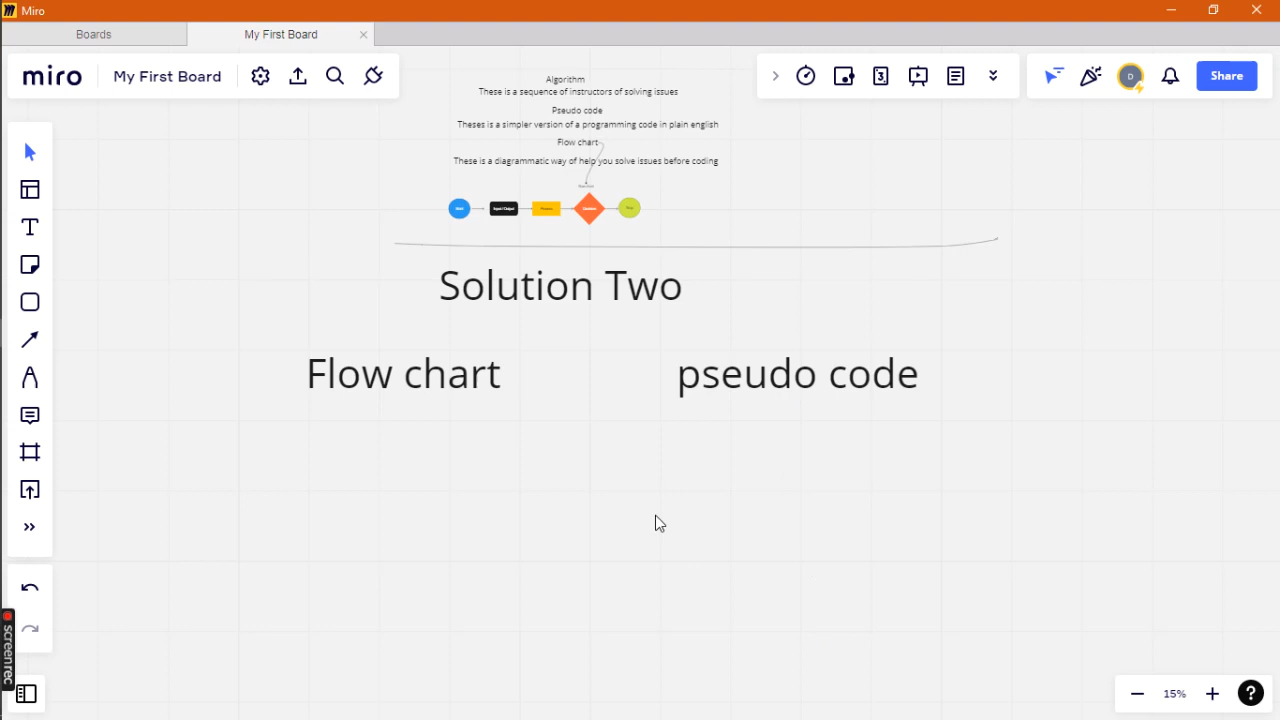 Miro
Boards
My First Board
miro
My First Board
3
D
Share
Algorithm
These is a sequence of instructors of solving issues
Pseudo code
Theses is a simpler version of a programming code in plain english
Flow chart
These is a diagrammatic way of help you solve issues before coding
Input / Output
Solution Two
Flow chart
pseudo code
screenrec
15%
?